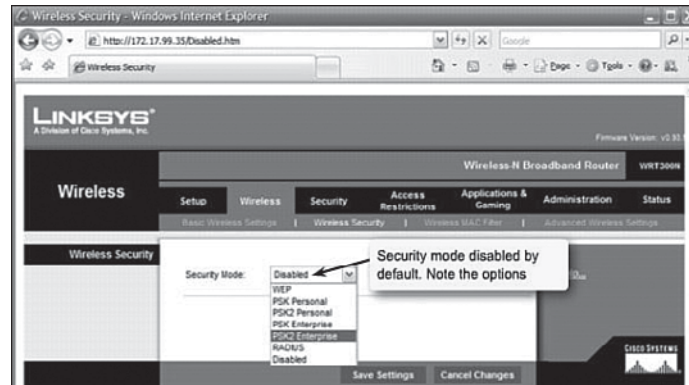 Wireless Security - Windows Internet Explorer
http://172.17.99.35/Disabled.htm
Google
Wireless Security
Page
Tools
LINKSYS®
A Division of Cisco Systems, Inc.
Firmware Version:
Wireless-N Broadband Router
WRT300N
Wireless
Setup
Wireless
Security
Access Restrictions
Applications & Gaming
Administration
Status
Basic Wireless Settings
Wireless Security
Wireless MAC Filter
Advanced Wireless Settings
Wireless Security
Security Mode:
Disabled
Security mode disabled by
default. Note the options
WEP
PSK Personal
PSK2 Personal
PSK Enterprise
PSK2 Enterprise
RADIUS
Disabled
CISCO SYSTEMS
Save Settings
Cancel Changes